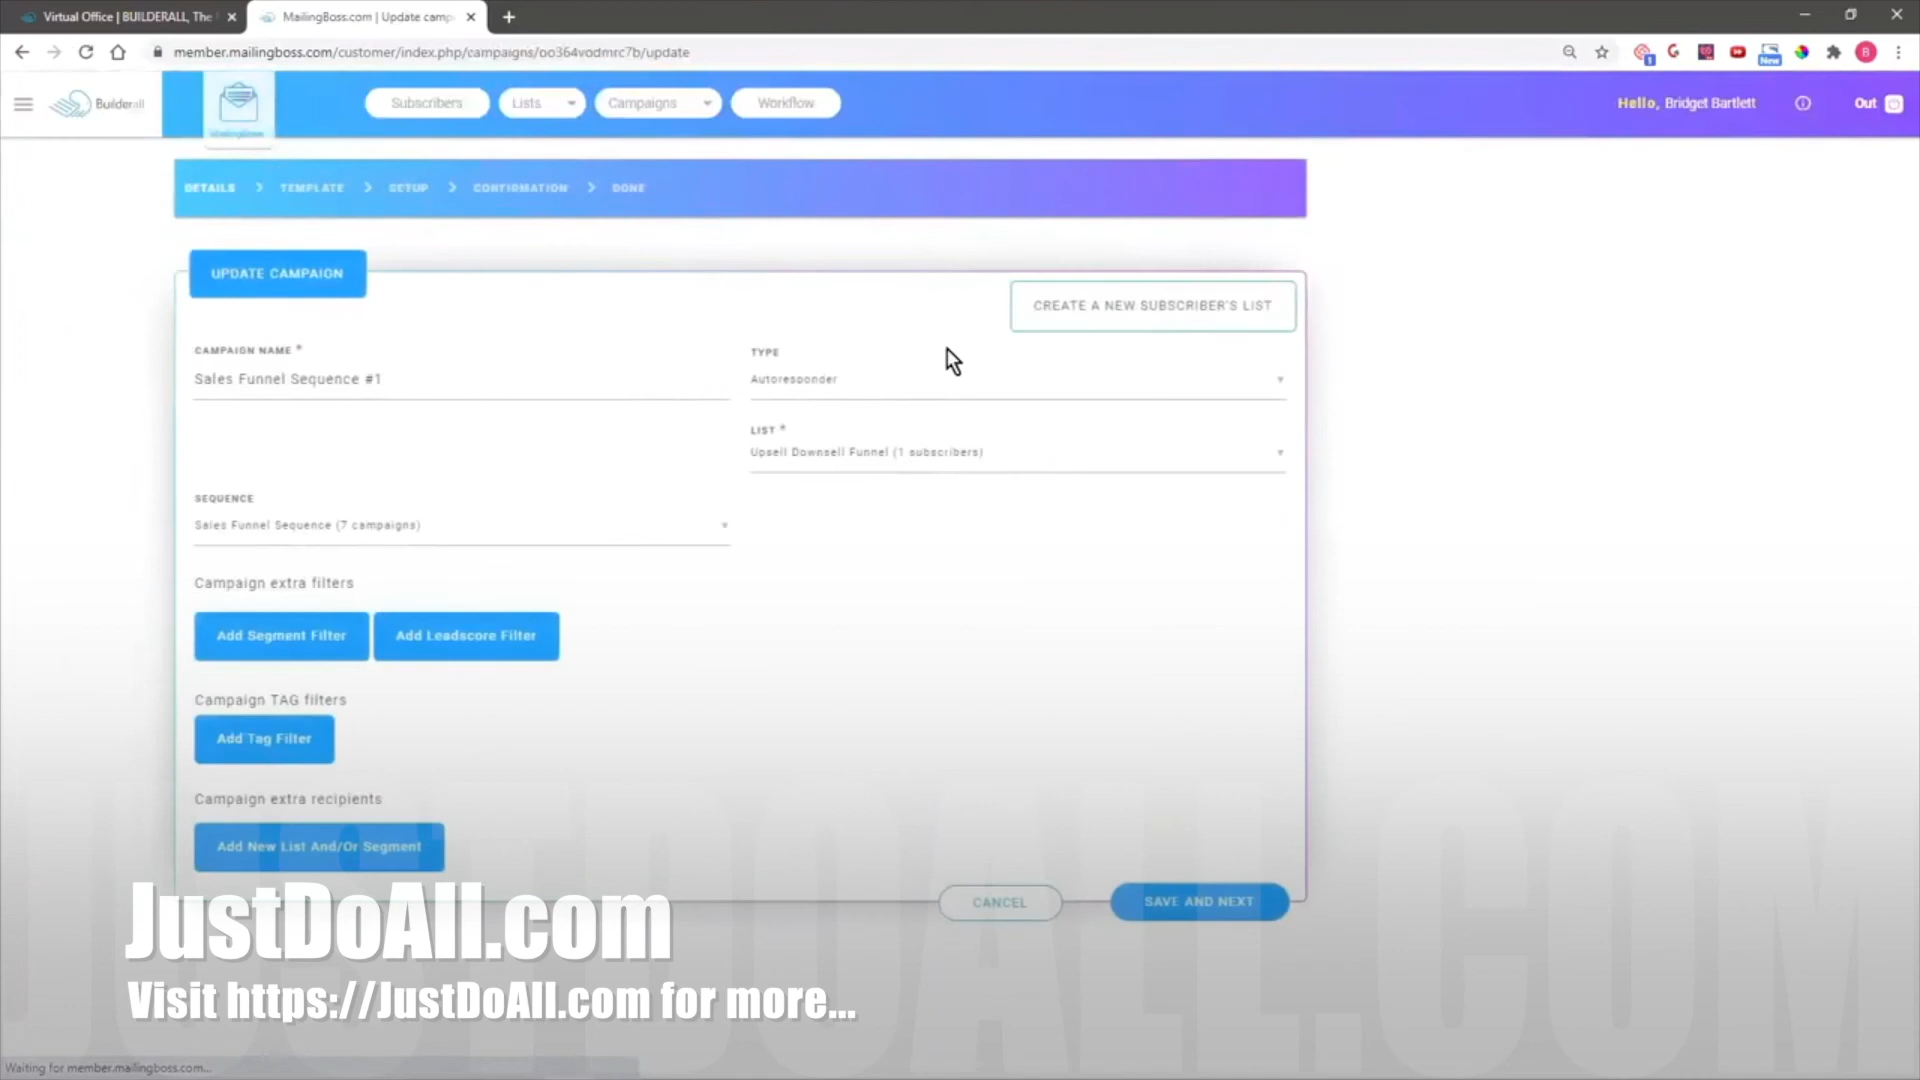 Virtual Office | BUILDERALL, The
MailingBoss.com | Update camp
member.mailingboss.com/customer/index.php/campaigns/oo364vodmrc7b/update
1
New
B
Builderall
MailingBoss
Subscribers
Lists
Campaigns
Workflow
Hello, Bridget Bartlett
Out
DETAILS
TEMPLATE
SETUP
CONFIRMATION
DONE
UPDATE CAMPAIGN
CREATE A NEW SUBSCRIBER'S LIST
CAMPAIGN NAME *
Sales Funnel Sequence #1
TYPE
Autoresponder
LIST *
Upsell Downsell Funnel (1 subscribers)
SEQUENCE
Sales Funnel Sequence (7 campaigns)
Campaign extra filters
Add Segment Filter
Add Leadscore Filter
Campaign TAG filters
Add Tag Filter
Campaign extra recipients
Add New List And/Or Segment
CANCEL
SAVE AND NEXT
JUSTDOALL.COM
JustDoAll.com
Visit https://JustDoAll.com for more...
Waiting for member.mailingboss.com...